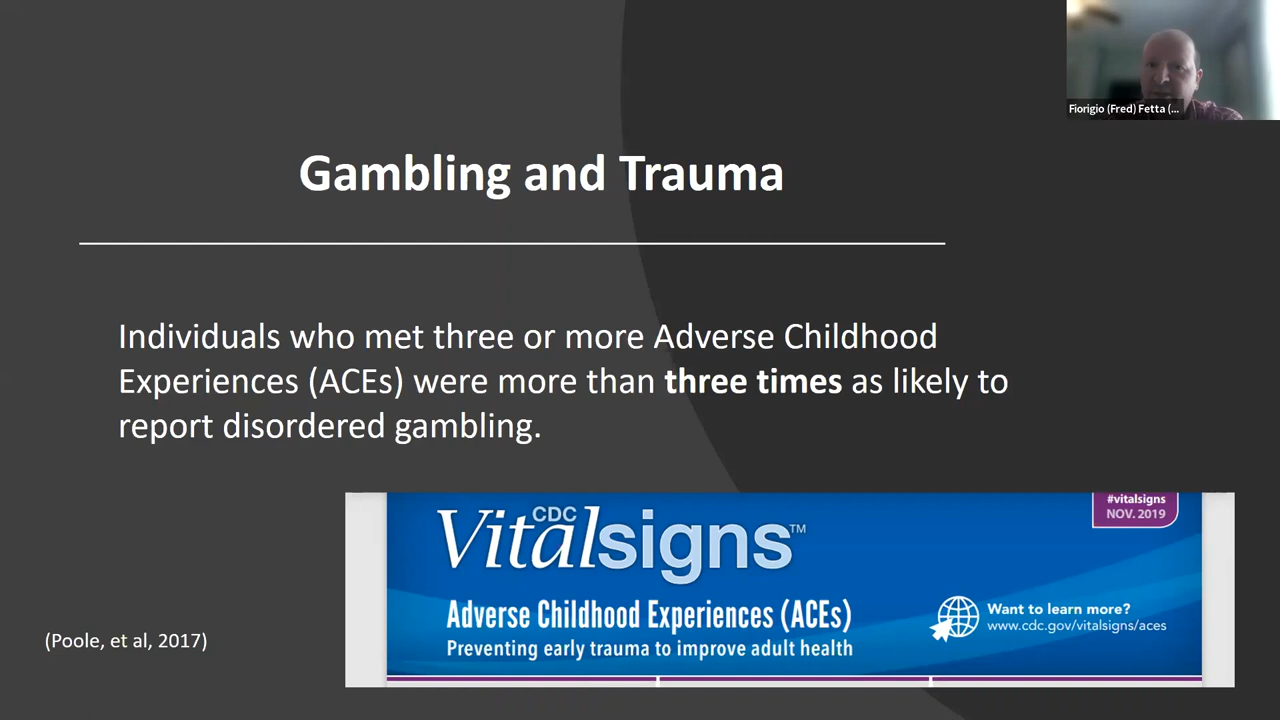 Fiorigio (Fred) Fetta (...
Gambling and Trauma
Individuals who met three or more Adverse Childhood
Experiences (ACEs) were more than three times as likely to
report disordered gambling.
#vitalsigns
NOV. 2019
CDC
Vitalsigns™
Adverse Childhood Experiences (ACEs)
Preventing early trauma to improve adult health
Want to learn more?
www.cdc.gov/vitalsigns/aces
(Poole, et al, 2017)